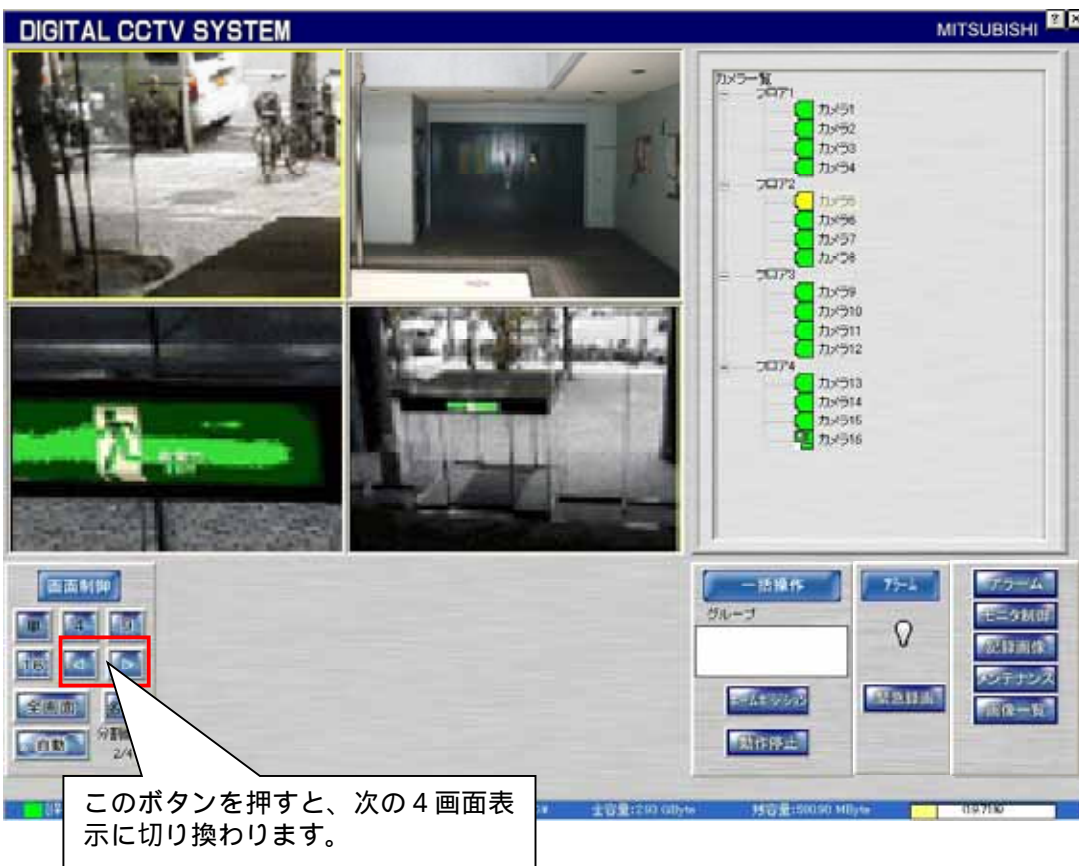 DIGITAL CCTV SYSTEM
MITSUBISHI
カメラ一覧
フロア1
カメラ1
カメラ2
カメラ3
カメラ4
フロア2
カメラ5
カメラ6
カメラ7
カメラ8
フロア3
カメラ9
カメラ10
カメラ11
カメラ12
フロア4
カメラ13
カメラ14
カメラ15
カメラ16
画面制御
単 4 9
16
全画面
自動
2/4
一括操作
グループ
ホームポジション
動作停止
アラーム
緊急録画
アラーム
モニタ制御
記録画像
メンテナンス
画像一覧
このボタンを押すと、次の4画面表
示に切り換わります。